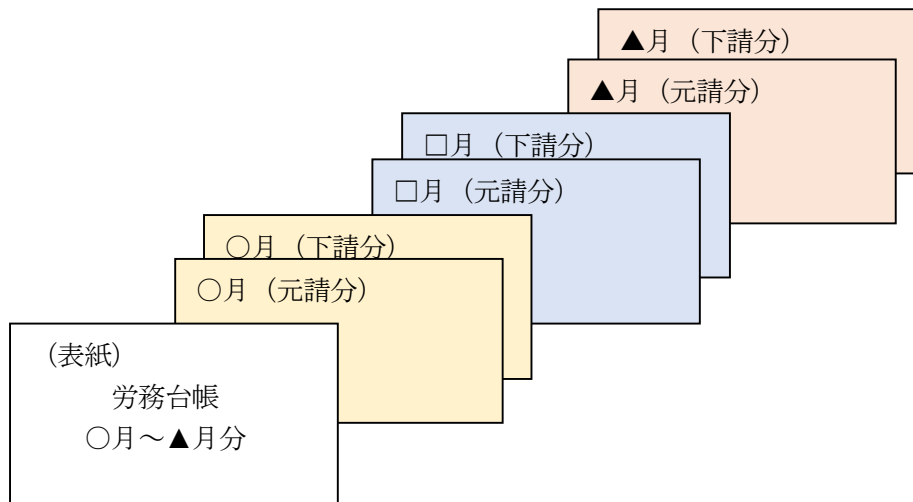 ▲月（下請分）
▲月（元請分）
□月（下請分）
□月（元請分）
○月（下請分）
○月（元請分）
（表紙）
労務台帳
○月～▲月分